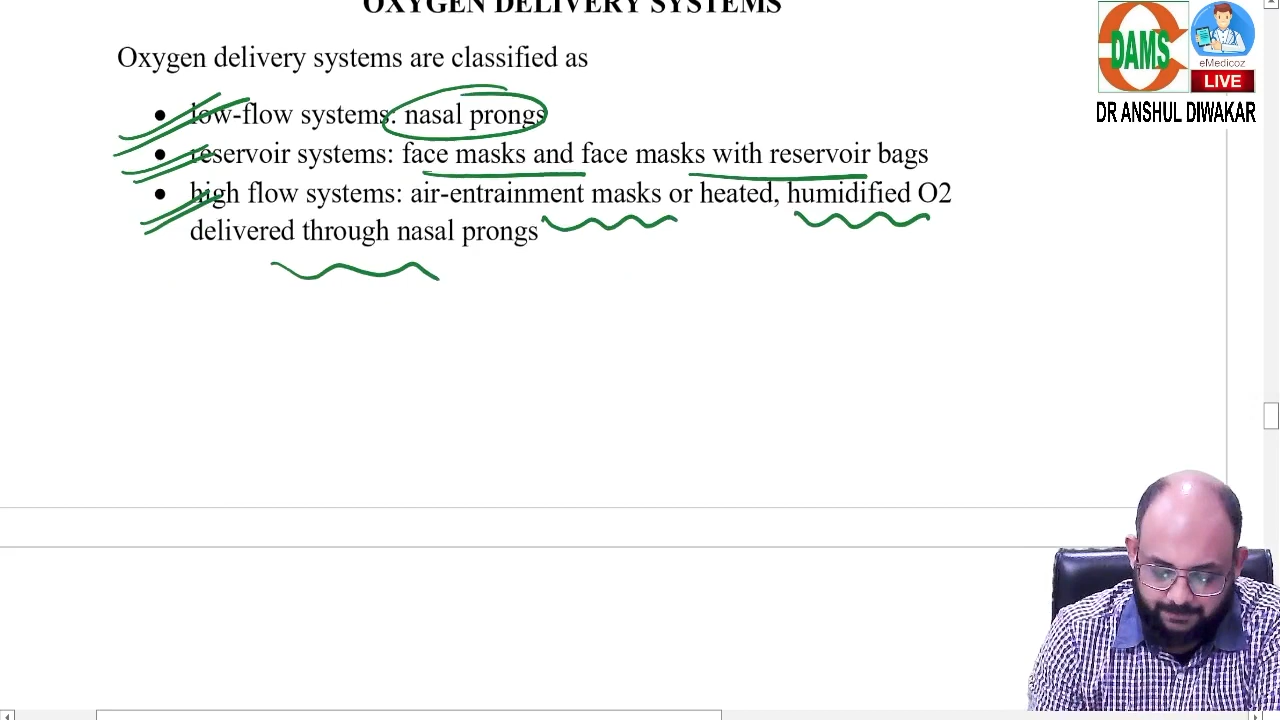 OXYGEN DELIVERY SYSTEMS
Oxygen delivery systems are classified as
• low-flow systems: nasal prongs
• reservoir systems: face masks and face masks with reservoir bags
• high flow systems: air-entrainment masks or heated, humidified O2
delivered through nasal prongs
DAMS
eMedicoz
LIVE
DR ANSHUL DIWAKAR